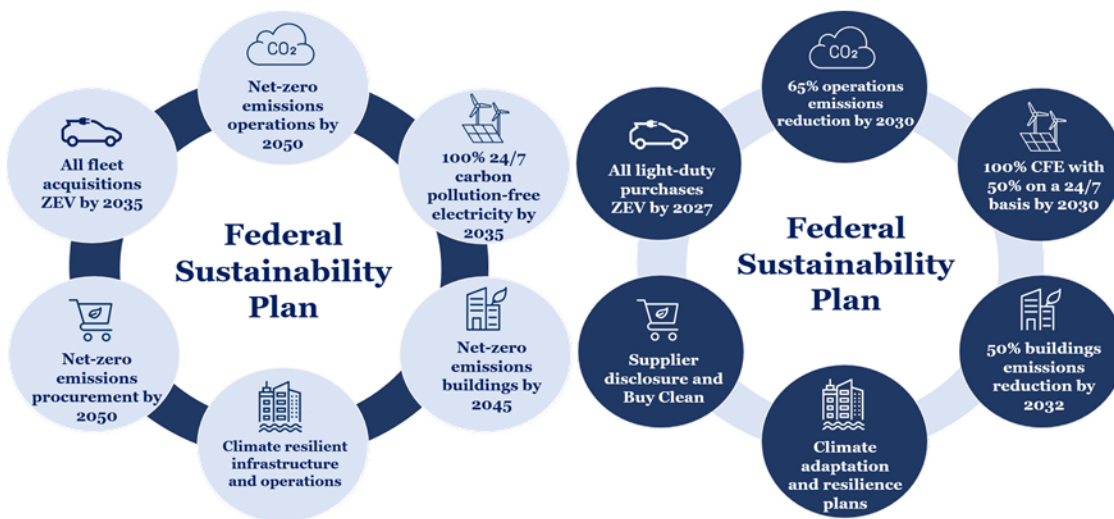 CO₂
Net-zero
emissions
operations by
2050
100% 24/7
carbon
pollution-free
electricity by
2035
Net-zero
emissions
buildings by
2045
Climate resilient
infrastructure
and operations
Net-zero
emissions
procurement by
2050
All fleet
acquisitions
ZEV by 2035
Federal
Sustainability
Plan
CO₂
65% operations
emissions
reduction by
2030
100% CFE with
50% on a 24/7
basis by 2030
50% buildings
emissions
reduction by
2032
Climate
adaptation
and resilience
plans
Supplier
disclosure and
Buy Clean
All light-duty
purchases
ZEV by 2027
Federal
Sustainability
Plan